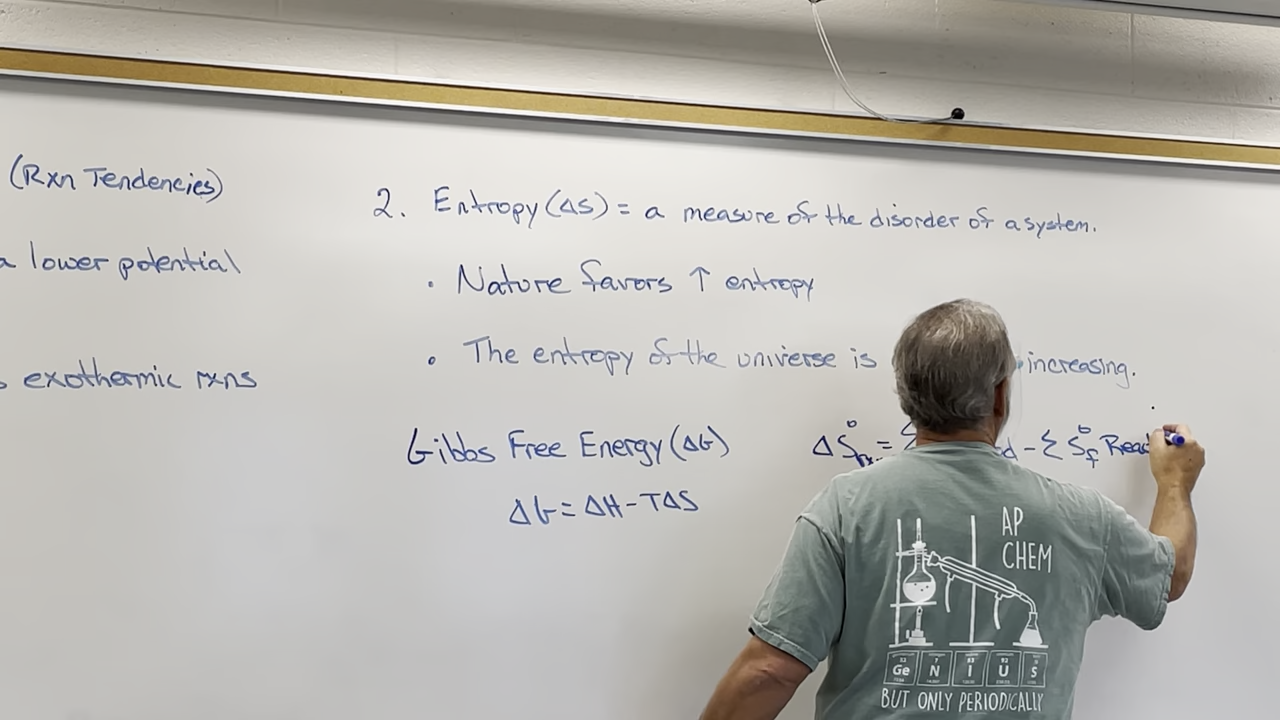 (Rxn Tendencies)
a lower potential
exothermic rxns
2. Entropy (ΔS) = a measure of the disorder of a system.
• Nature favors ↑ entropy
• The entropy of the universe is increasing.
Gibbs Free Energy (ΔG)
ΔG = ΔH - TΔS
ΔS° = - Σ S°f
AP
CHEM
Ge N I U S
BUT ONLY PERIODICALLY